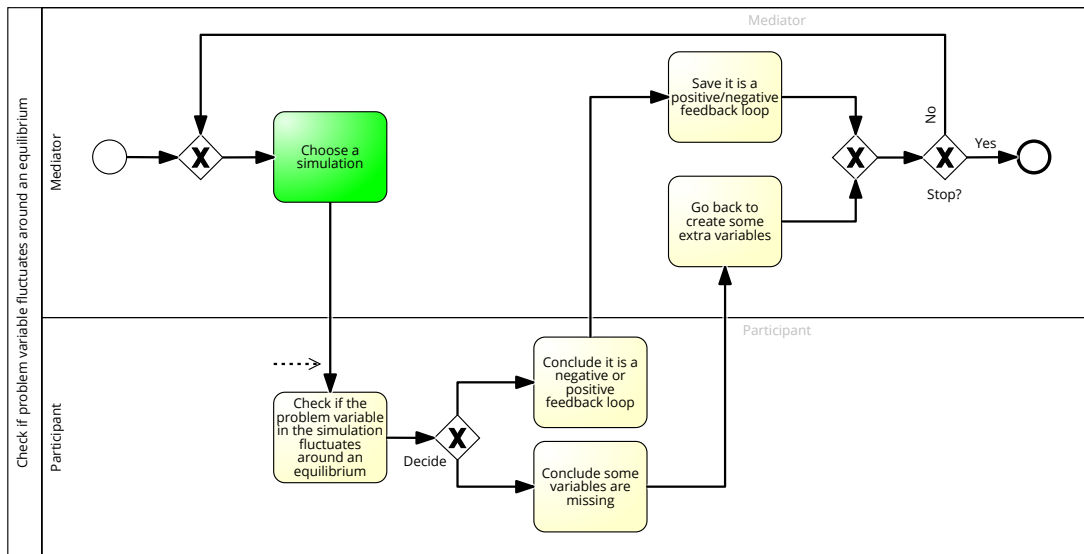 Check if problem variable fluctuates around an equilibrium
Mediator
Mediator
Choose a
simulation
Save it is a
positive/negative
feedback loop
No
Yes
Stop?
Go back to
create some
extra variables
Participant
Participant
Check if the
problem variable
in the simulation
fluctuates
around an
equilibrium
Decide
Conclude it is a
negative or
positive
feedback loop
Conclude some
variables are
missing